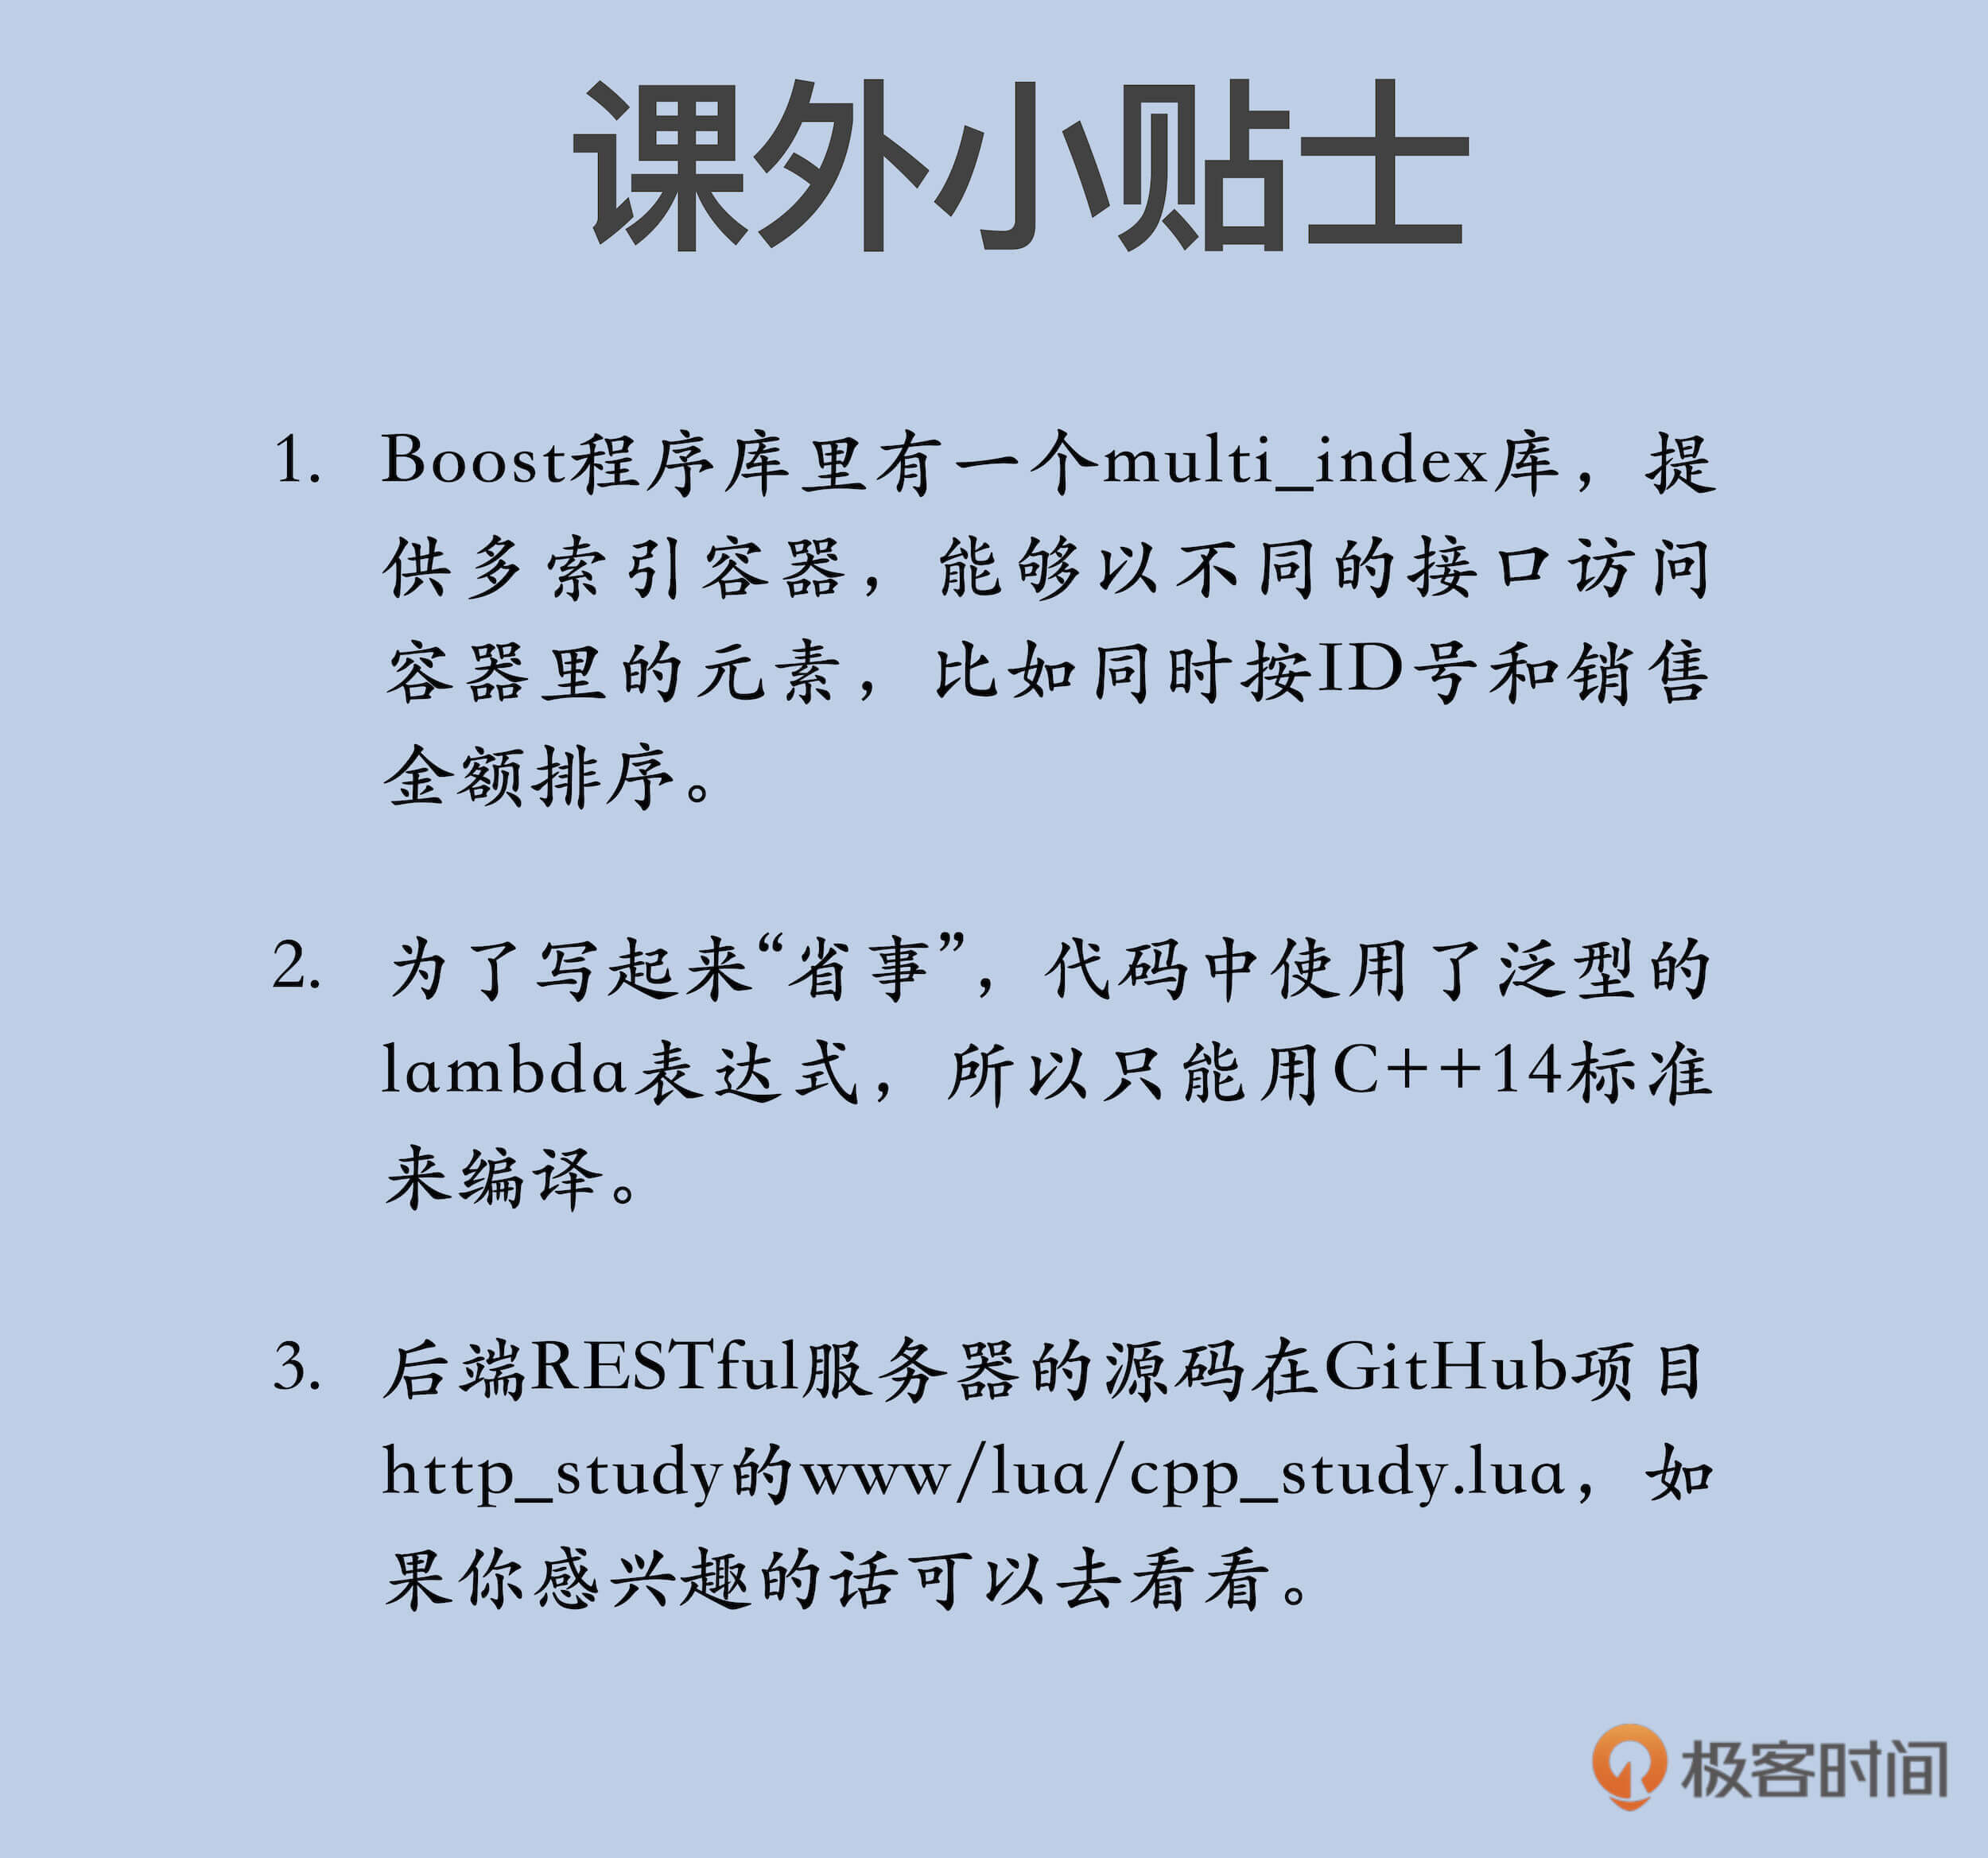 课外小贴士
1. Boost程序库里有一个multi_index库，提
供多索引容器，能够以不同的接口访问
容器里的元素，比如同时按ID号和销售
金额排序。
2. 为了写起来“省事”，代码中使用了泛型的
lambda表达式，所以只能用C++14标准
来编译。
3. 后端RESTful服务器的源码在GitHub项目
http_study的www/lua/cpp_study.lua，如
果你感兴趣的话可以去看看。
极客时间